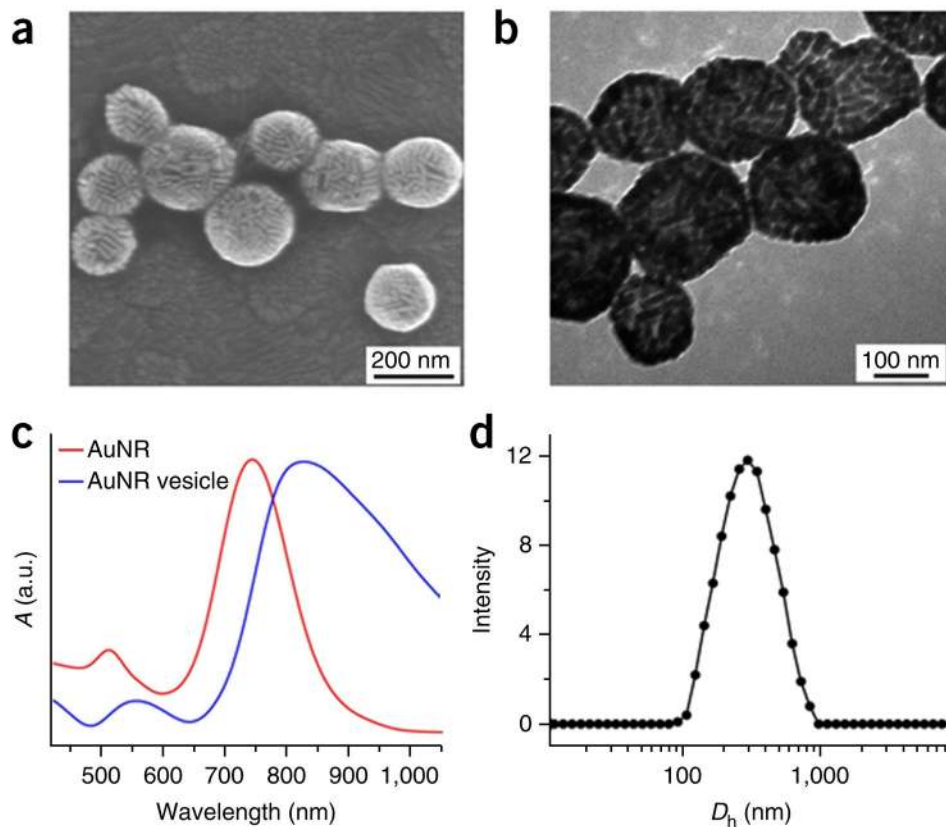 a
b
200 nm
100 nm
c
AuNR
AuNR vesicle
A (a.u.)
500 600 700 800 900 1,000
Wavelength (nm)
d
12
8
4
0
Intensity
100 1,000
D_h (nm)